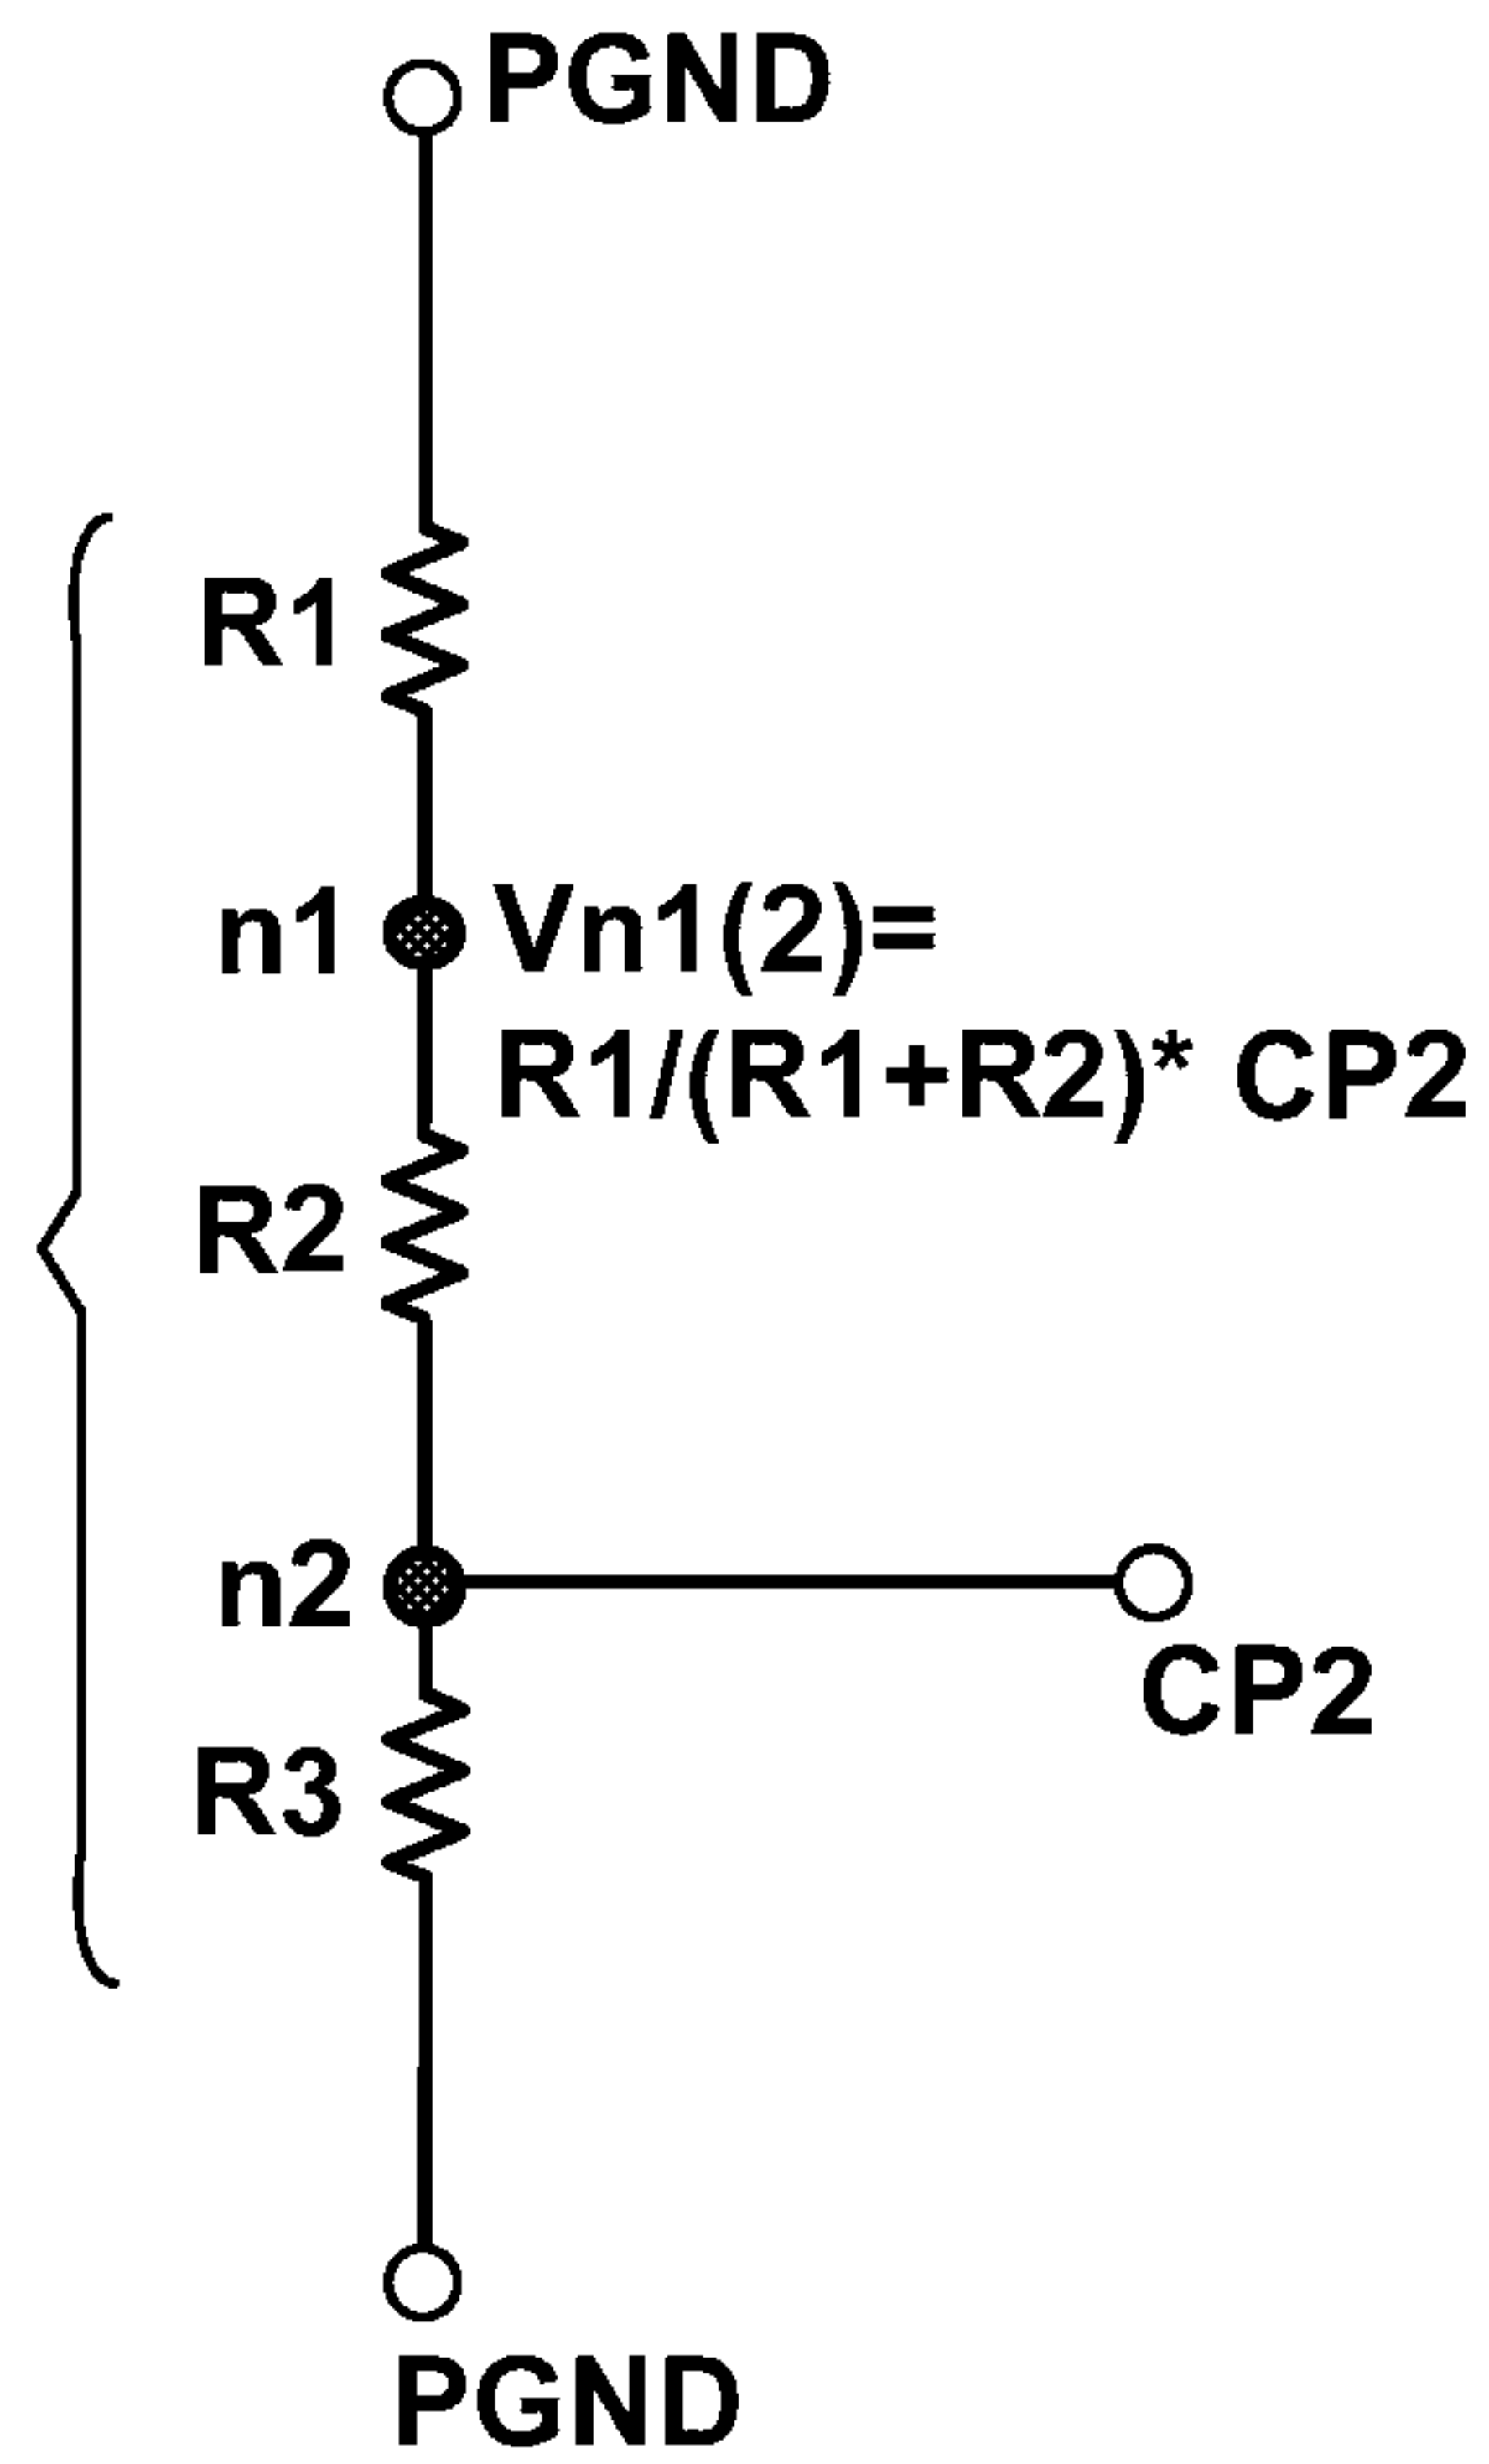 PGND
R1
n1
Vn1(2)=
R1/(R1+R2)* CP2
R2
n2
CP2
R3
PGND